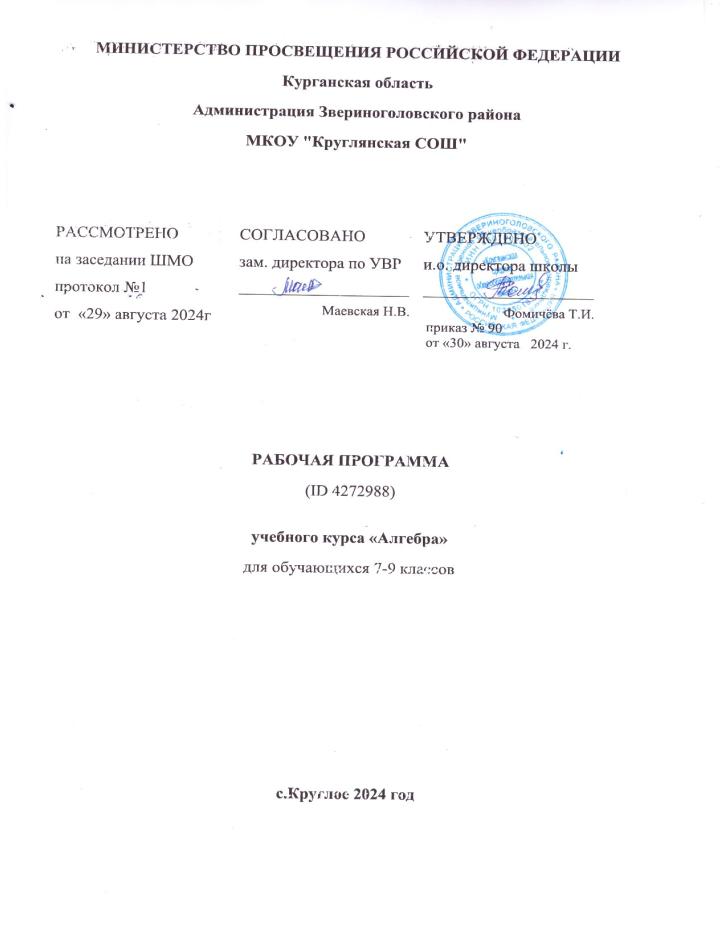 МИНИСТЕРСТВО ПРОСВЕЩЕНИЯ РОССИЙСКОЙ ФЕДЕРАЦИИ
Курганская область
Администрация Звериноголовского района
МКОУ "Круглянская СОШ"
РАССМОТРЕНО
на заседании ШМО
протокол №1
от «29» августа 2024г
СОГЛАСОВАНО
зам. директора по УВР
Маевская Н.В.
УТВЕРЖДЕНО
и.о. директора школы
Фомичёва Т.И.
приказ № 90
от «30» августа 2024 г.
РАБОЧАЯ ПРОГРАММА
(ID 4272988)
учебного курса «Алгебра»
для обучающихся 7-9 классов
с.Круглое 2024 год